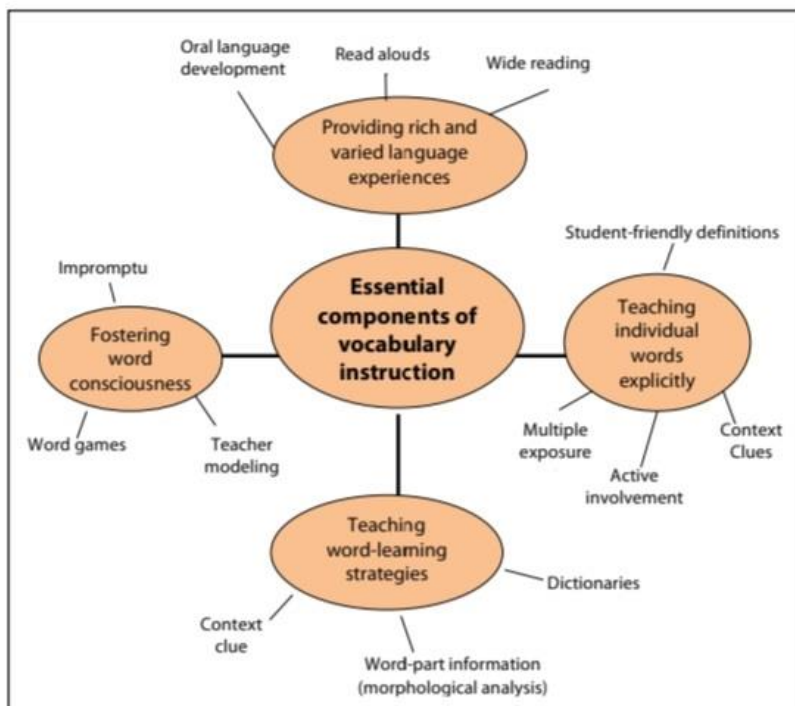 Oral language
development
Read alouds
Wide reading
Providing rich and
varied language
experiences
Student-friendly definitions
Impromptu
Essential
components of
vocabulary
instruction
Fostering
word
consciousness
Teaching
individual
words
explicitly
Word games
Teacher
modeling
Multiple
exposure
Active
involvement
Context
Clues
Teaching
word-learning
strategies
Context
clue
Dictionaries
Word-part information
(morphological analysis)